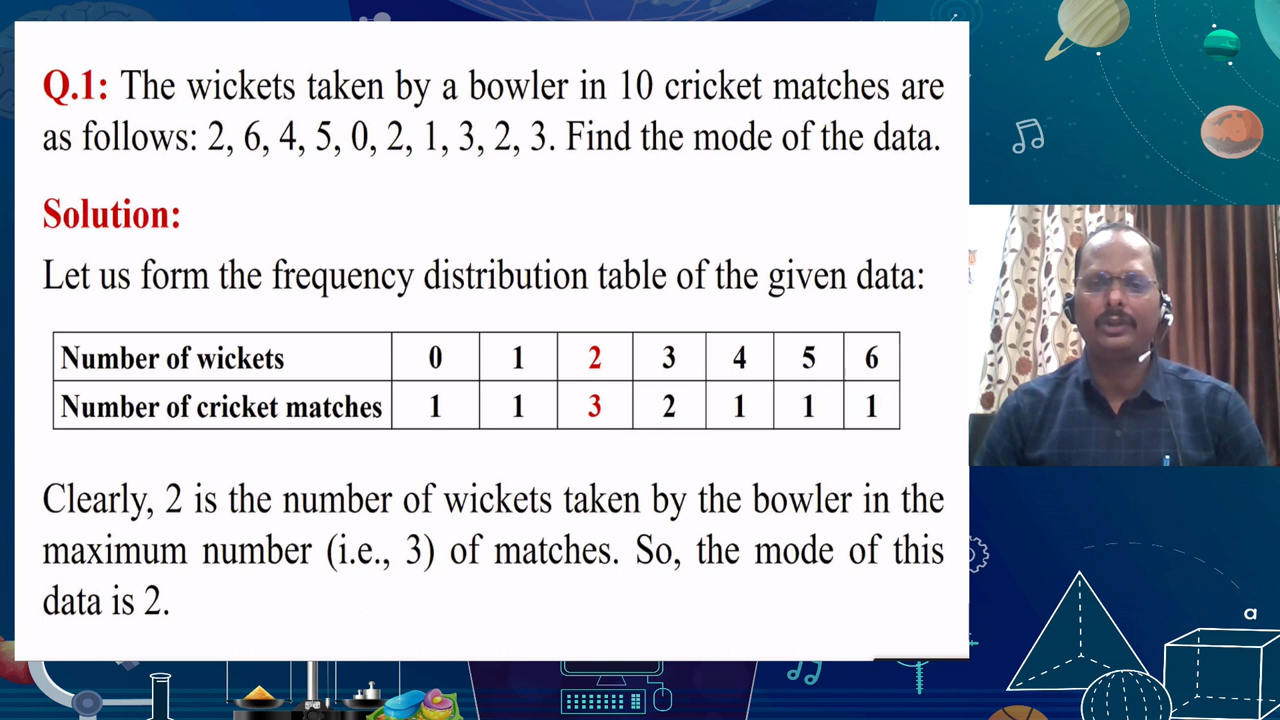 Q.1: The wickets taken by a bowler in 10 cricket matches are
as follows: 2, 6, 4, 5, 0, 2, 1, 3, 2, 3. Find the mode of the data.
Solution:
Let us form the frequency distribution table of the given data:
Number of wickets 0 1 2 3 4 5 6
Number of cricket matches 1 1 3 2 1 1 1
Clearly, 2 is the number of wickets taken by the bowler in the
maximum number (i.e., 3) of matches. So, the mode of this
data is 2.
a